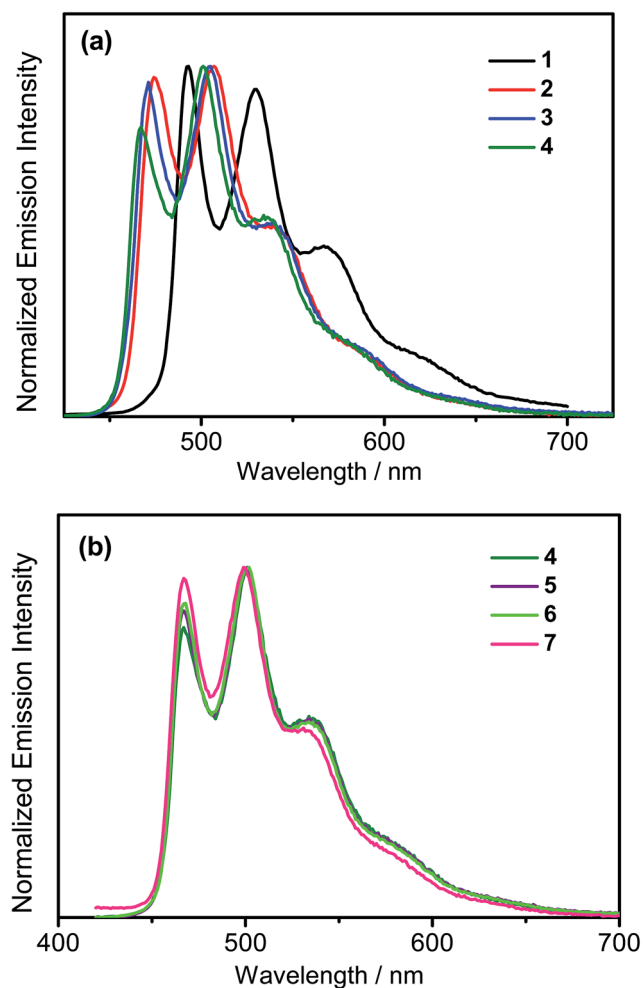 (a)
1
2
3
4
Normalized Emission Intensity
500 600 700
Wavelength / nm
(b)
4
5
6
7
Normalized Emission Intensity
400 500 600 700
Wavelength / nm